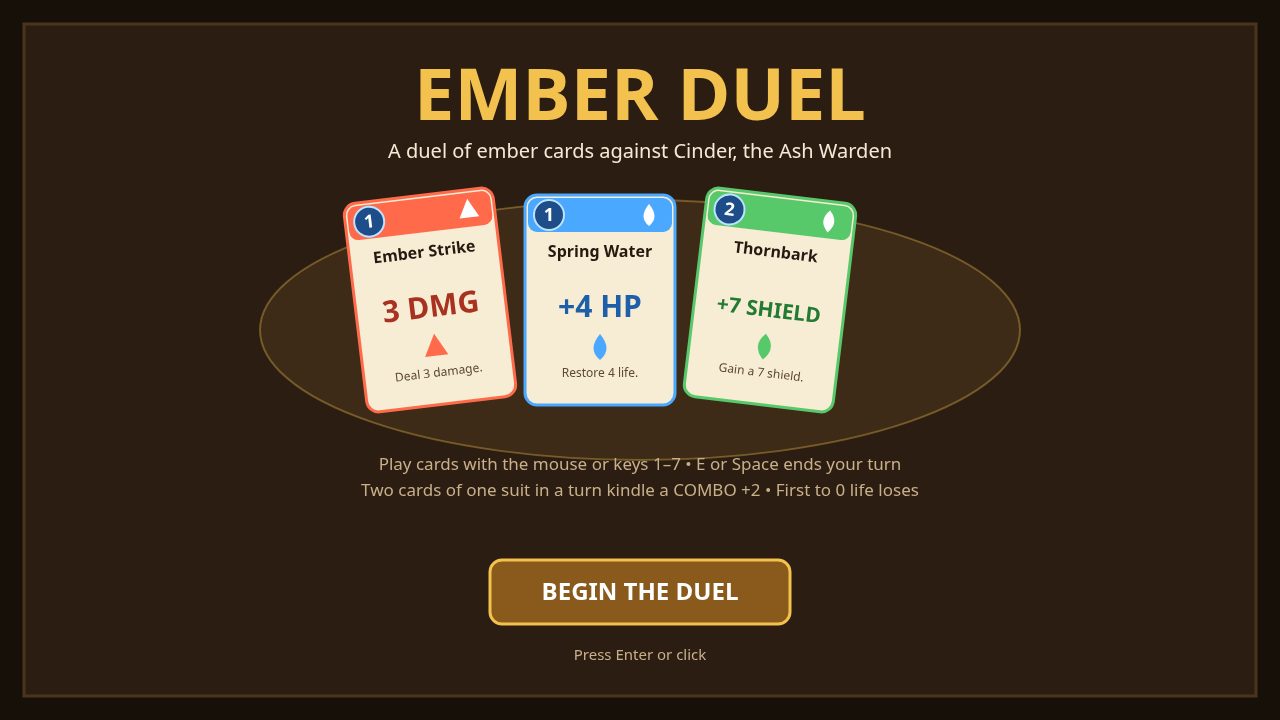 EMBER DUEL
A duel of ember cards against Cinder, the Ash Warden
1
Ember Strike
3 DMG
Deal 3 damage.
1
Spring Water
+4 HP
Restore 4 life.
2
Thornbark
+7 SHIELD
Gain a 7 shield.
Play cards with the mouse or keys 1–7 • E or Space ends your turn
Two cards of one suit in a turn kindle a COMBO +2 • First to 0 life loses
BEGIN THE DUEL
Press Enter or click